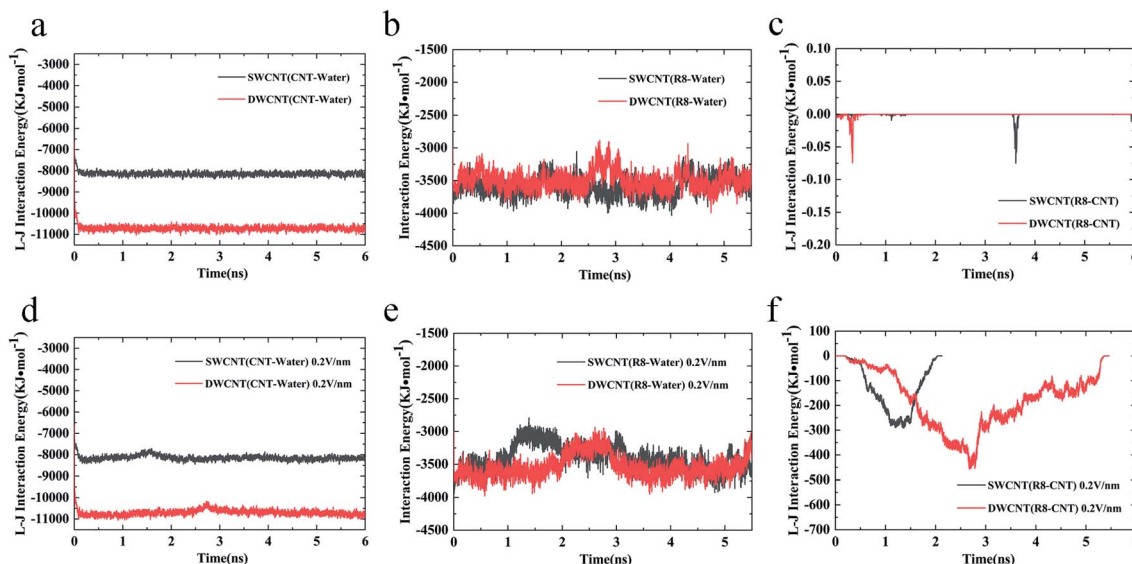 a
L-J Interaction Energy(KJ•mol⁻¹)
-3000
-4000
-5000
-6000
-7000
-8000
-9000
-10000
-11000
SWCNT(CNT-Water)
DWCNT(CNT-Water)
0 1 2 3 4 5 6
Time(ns)
b
Interaction Energy(KJ•mol⁻¹)
-1500
-2000
-2500
-3000
-3500
-4000
-4500
SWCNT(R8-Water)
DWCNT(R8-Water)
0 1 2 3 4 5
Time(ns)
c
L-J Interaction Energy(KJ•mol⁻¹)
0.10
0.05
0.00
-0.05
-0.10
-0.15
-0.20
SWCNT(R8-CNT)
DWCNT(R8-CNT)
0 1 2 3 4 5 6
Time(ns)
d
L-J Interaction Energy(KJ•mol⁻¹)
-3000
-4000
-5000
-6000
-7000
-8000
-9000
-10000
-11000
SWCNT(CNT-Water) 0.2V/nm
DWCNT(CNT-Water) 0.2V/nm
0 1 2 3 4 5 6
Time(ns)
e
Interaction Energy(KJ•mol⁻¹)
-1500
-2000
-2500
-3000
-3500
-4000
-4500
SWCNT(R8-Water) 0.2V/nm
DWCNT(R8-Water) 0.2V/nm
0 1 2 3 4 5
Time(ns)
f
L-J Interaction Energy(KJ•mol⁻¹)
100
0
-100
-200
-300
-400
-500
-600
-700
SWCNT(R8-CNT) 0.2V/nm
DWCNT(R8-CNT) 0.2V/nm
0 1 2 3 4 5 6
Time(ns)